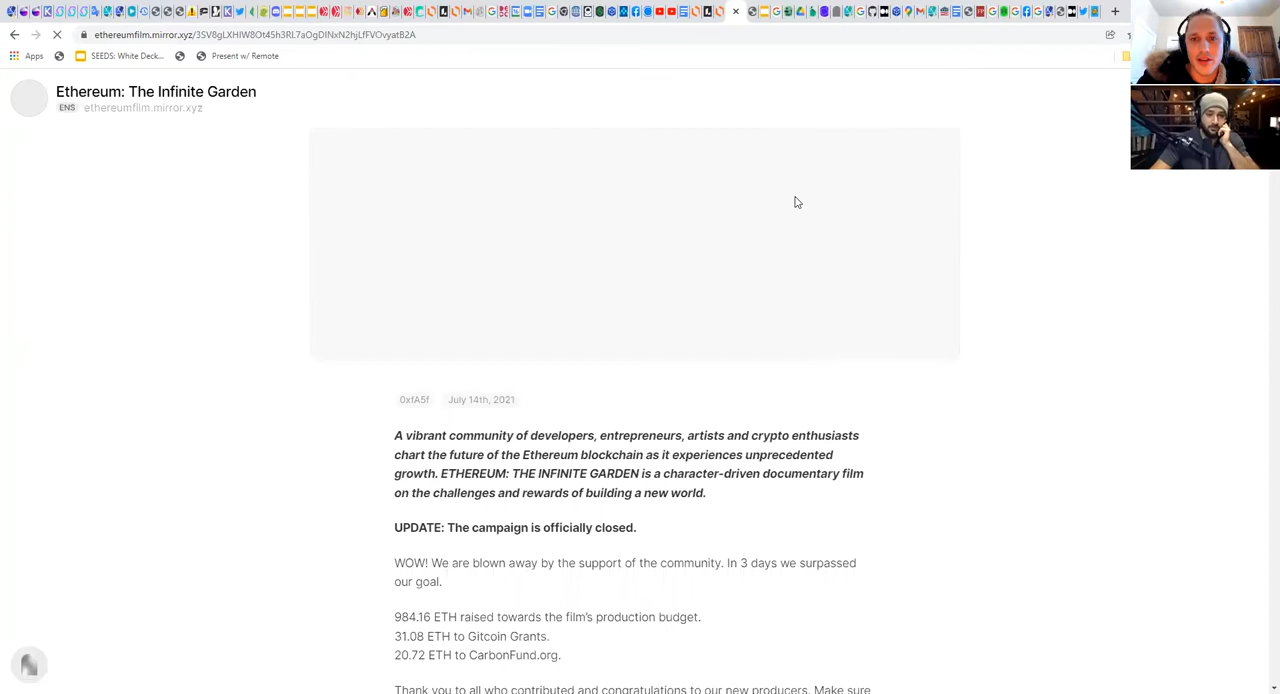 ethereumfilm.mirror.xyz/3SV8gLXHIW8Ot45h3RL7aOgDINxN2hjLfFVOvyatB2A
Apps
SEEDS: White Deck...
Present w/ Remote
Ethereum: The Infinite Garden
ENS ethereumfilm.mirror.xyz
0xfA5f July 14th, 2021
A vibrant community of developers, entrepreneurs, artists and crypto enthusiasts
chart the future of the Ethereum blockchain as it experiences unprecedented
growth. ETHEREUM: THE INFINITE GARDEN is a character-driven documentary film
on the challenges and rewards of building a new world.
UPDATE: The campaign is officially closed.
WOW! We are blown away by the support of the community. In 3 days we surpassed
our goal.
984.16 ETH raised towards the film's production budget.
31.08 ETH to Gitcoin Grants.
20.72 ETH to CarbonFund.org.
Thank you to all who contributed and congratulations to our new producers. Make sure